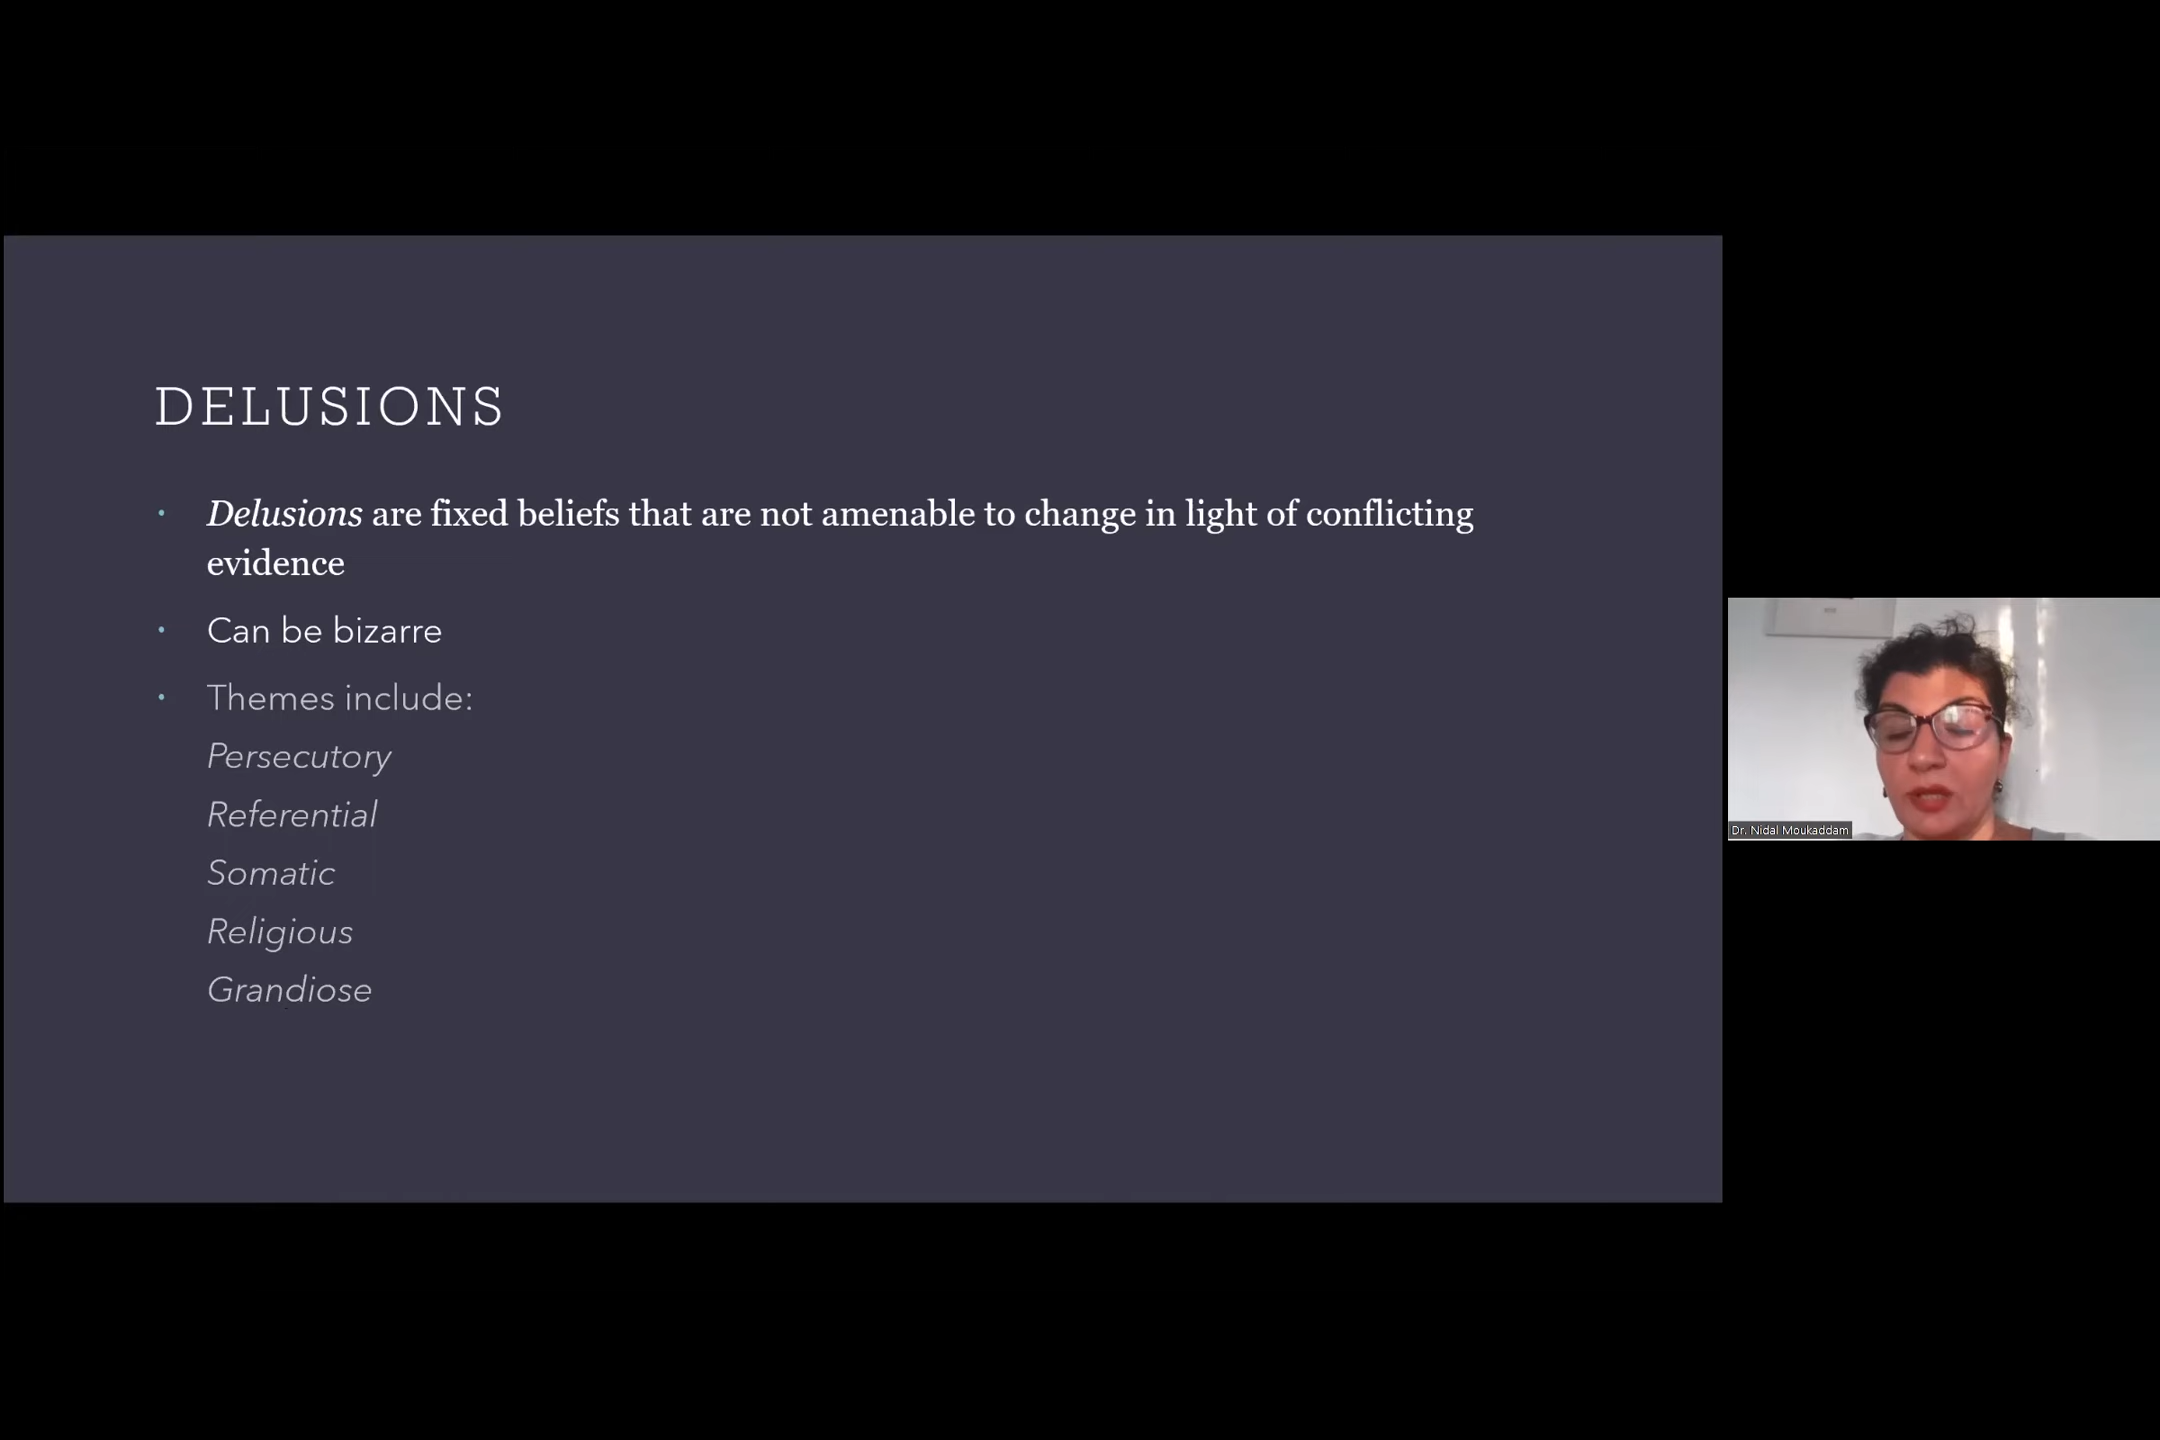 DELUSIONS
• Delusions are fixed beliefs that are not amenable to change in light of conflicting
evidence
• Can be bizarre
• Themes include:
Persecutory
Referential
Somatic
Religious
Grandiose
Dr. Nidal Moukaddam